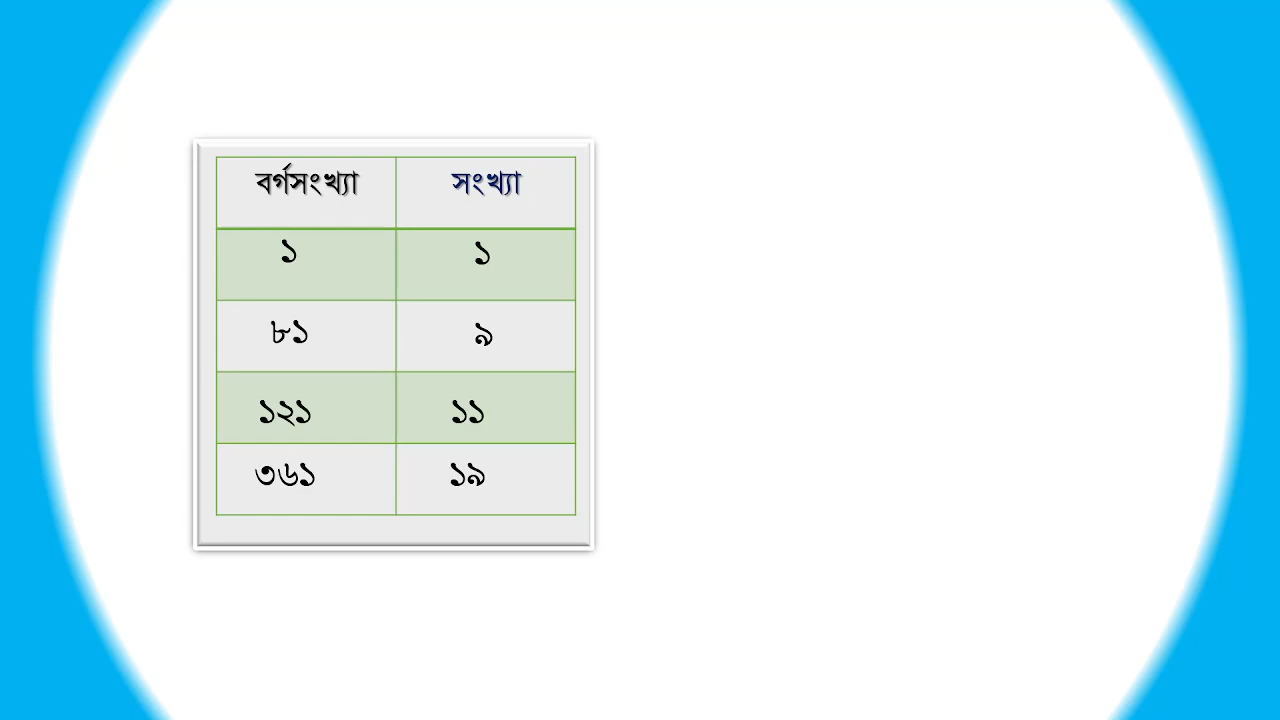 বর্গসংখ্যা সংখ্যা
১ ১
৮১ ৯
১২১ ১১
৩৬১ ১৯